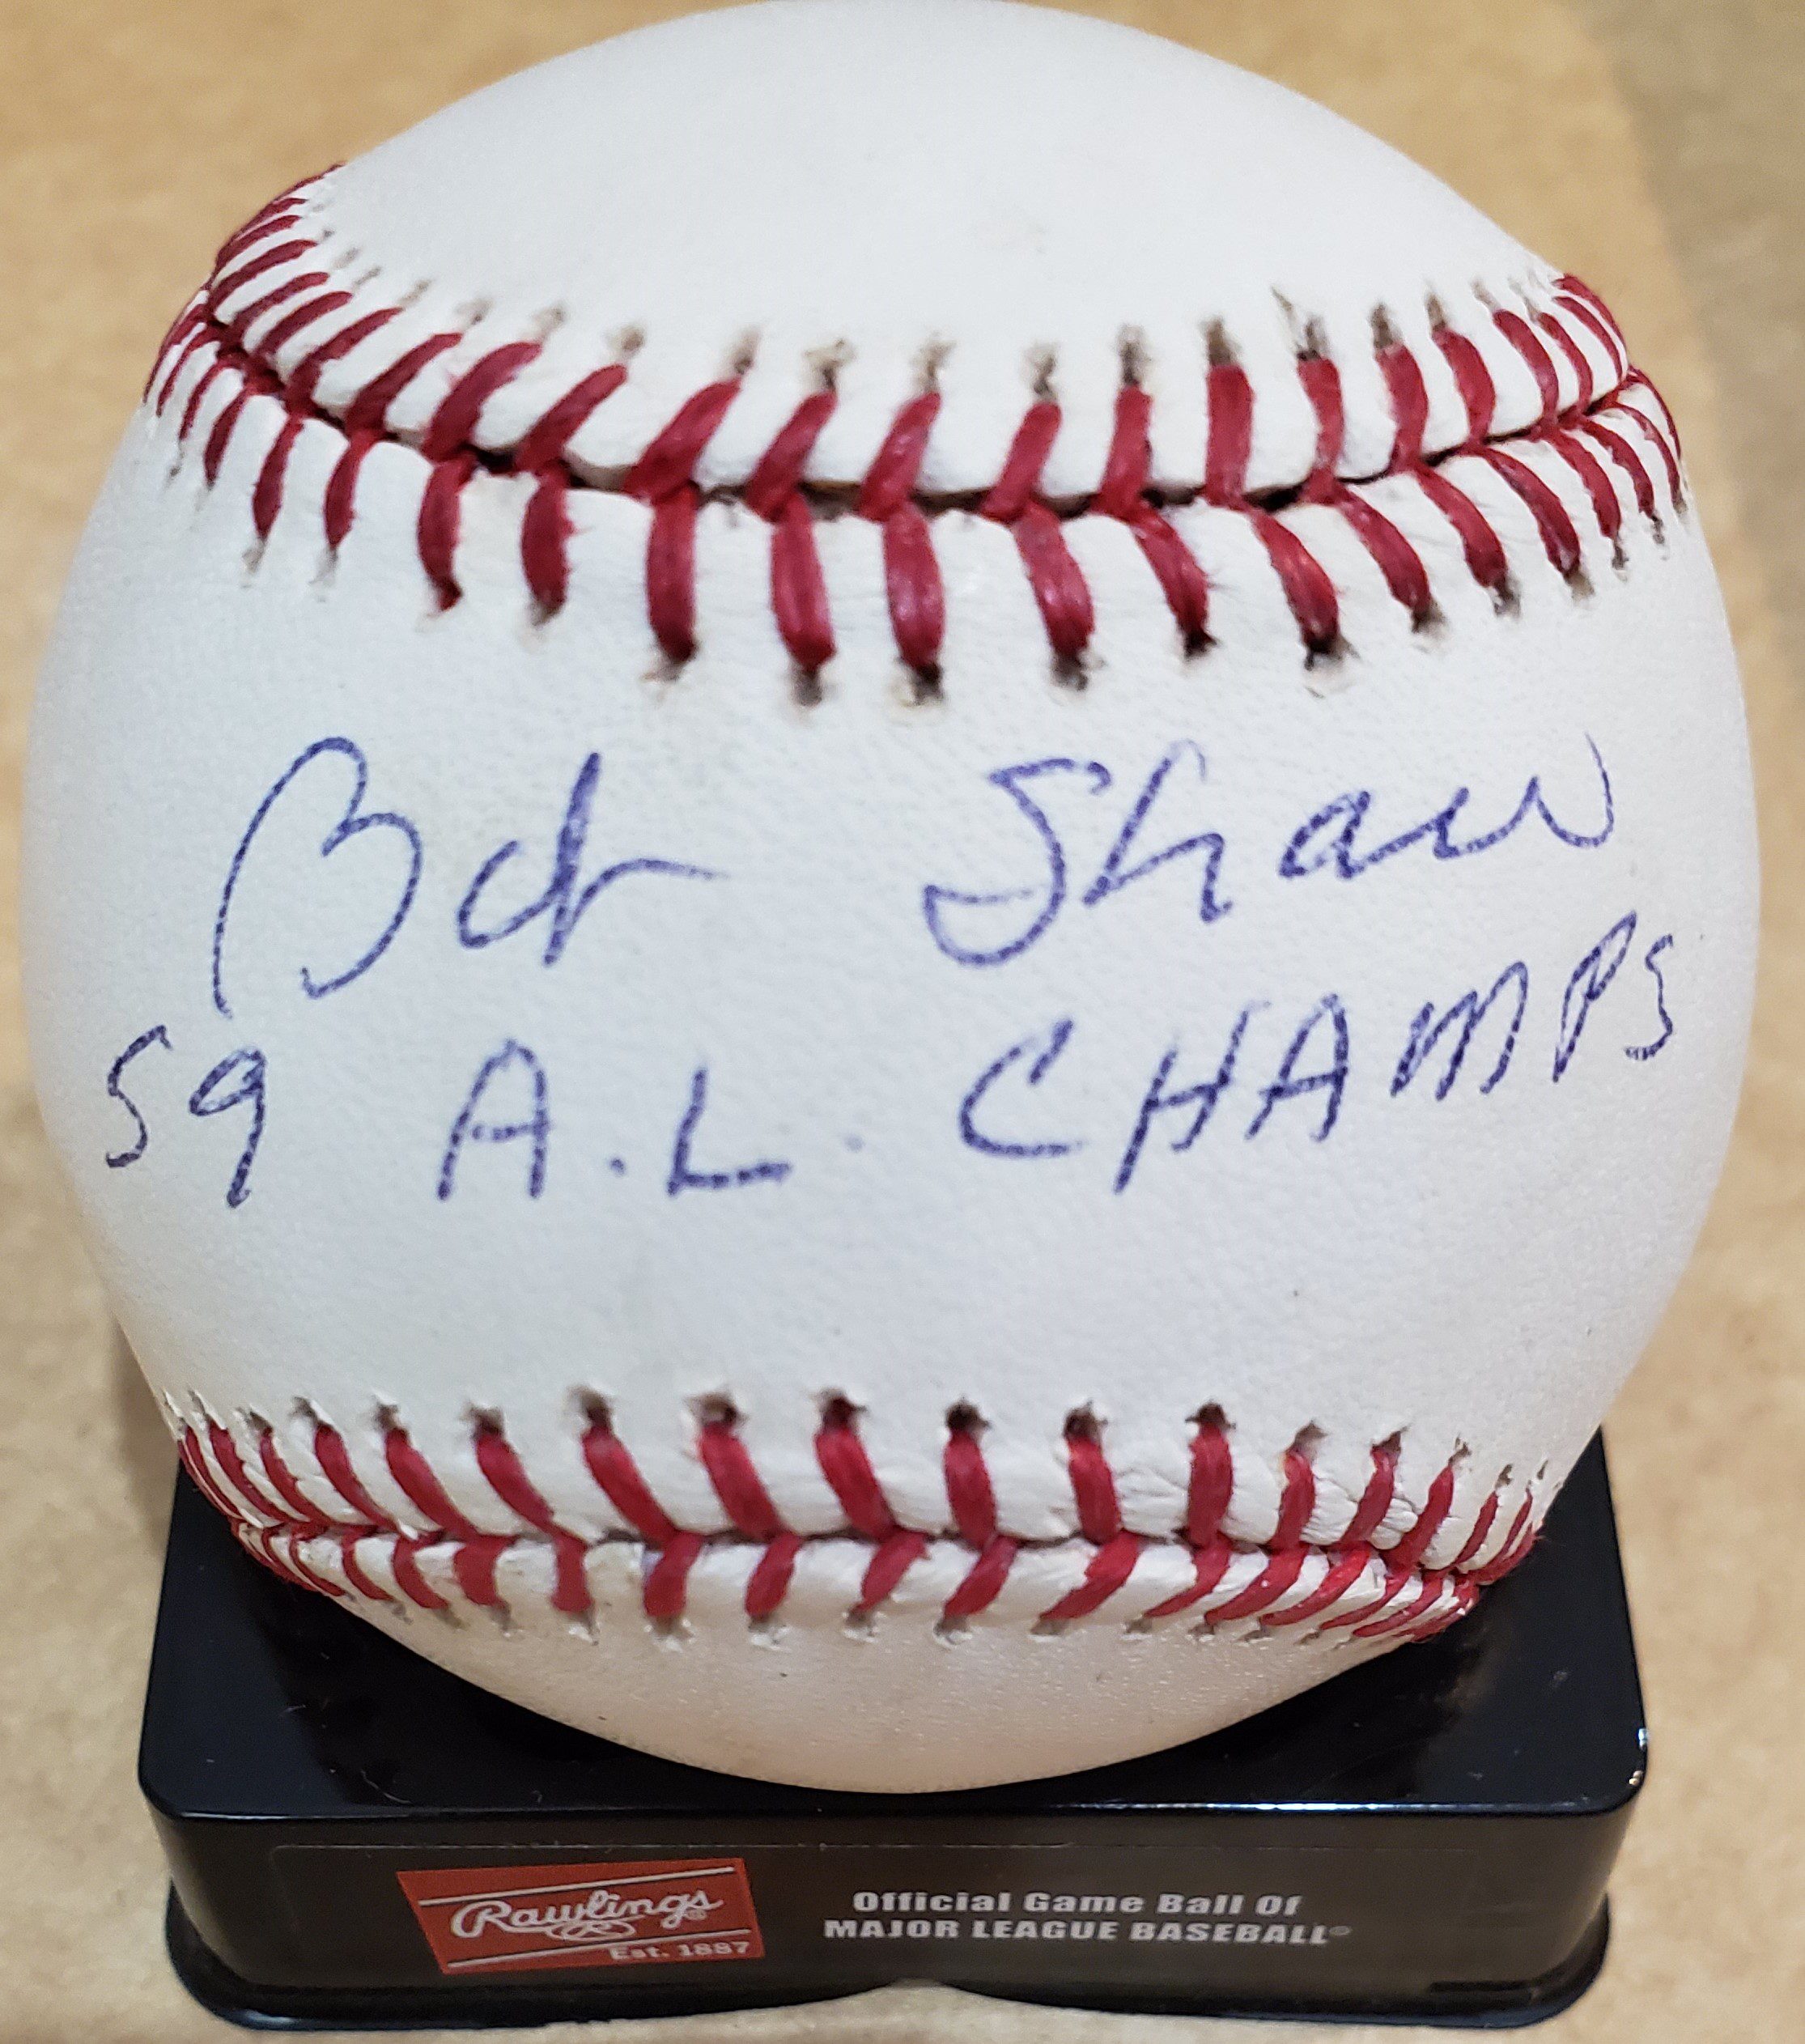 Bob Shaw
59 A.L. CHAMPS
Rawlings®
Est. 1887
Official Game Ball Of
MAJOR LEAGUE BASEBALL®